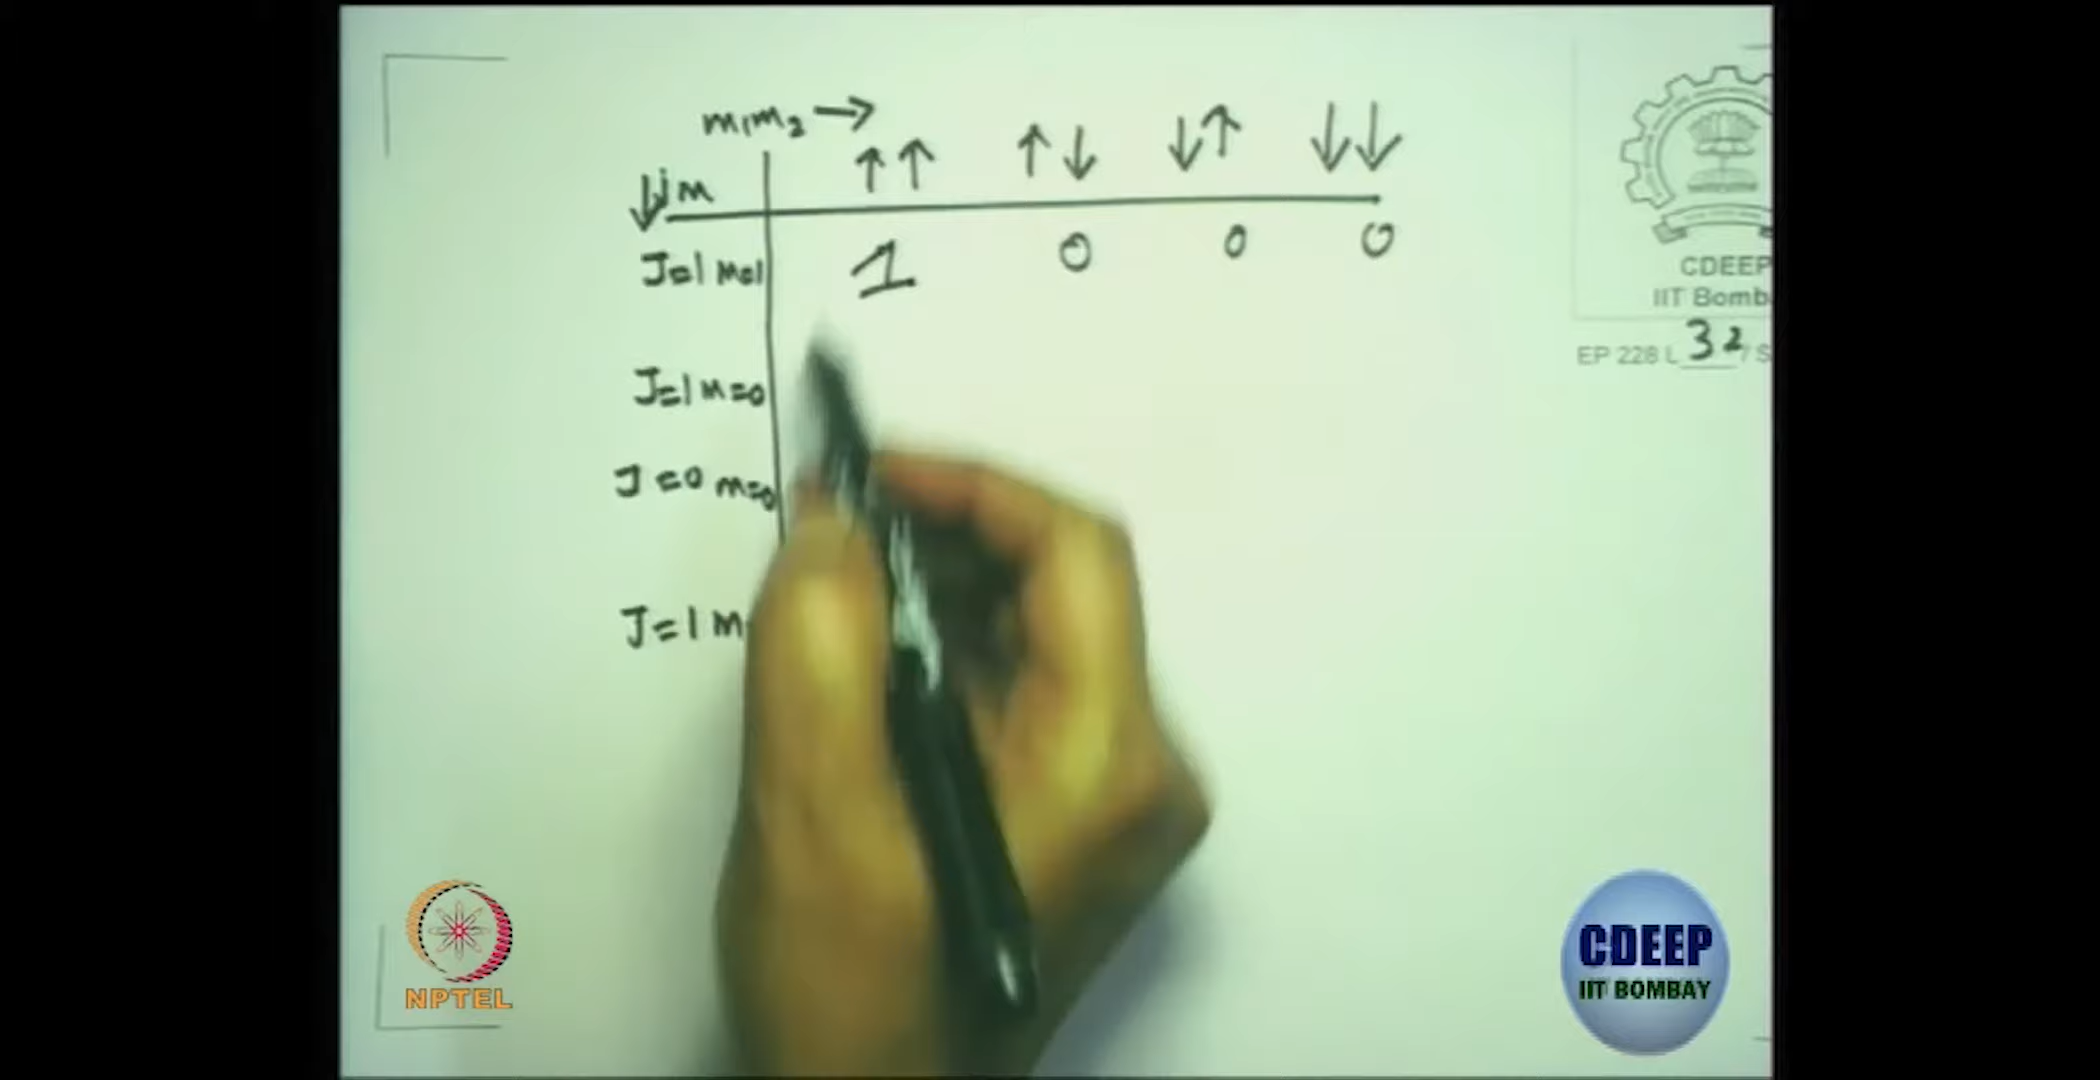 m1m2 →
↑↑ ↑↓ ↓↑ ↓↓
↓jm
J=1 M=1 1 0 0 0
J=1 M=0
J=0 m=0
J=1 M
CDEEP
IIT Bomb
EP 228 L 32 / S
NPTEL
CDEEP
IIT BOMBAY